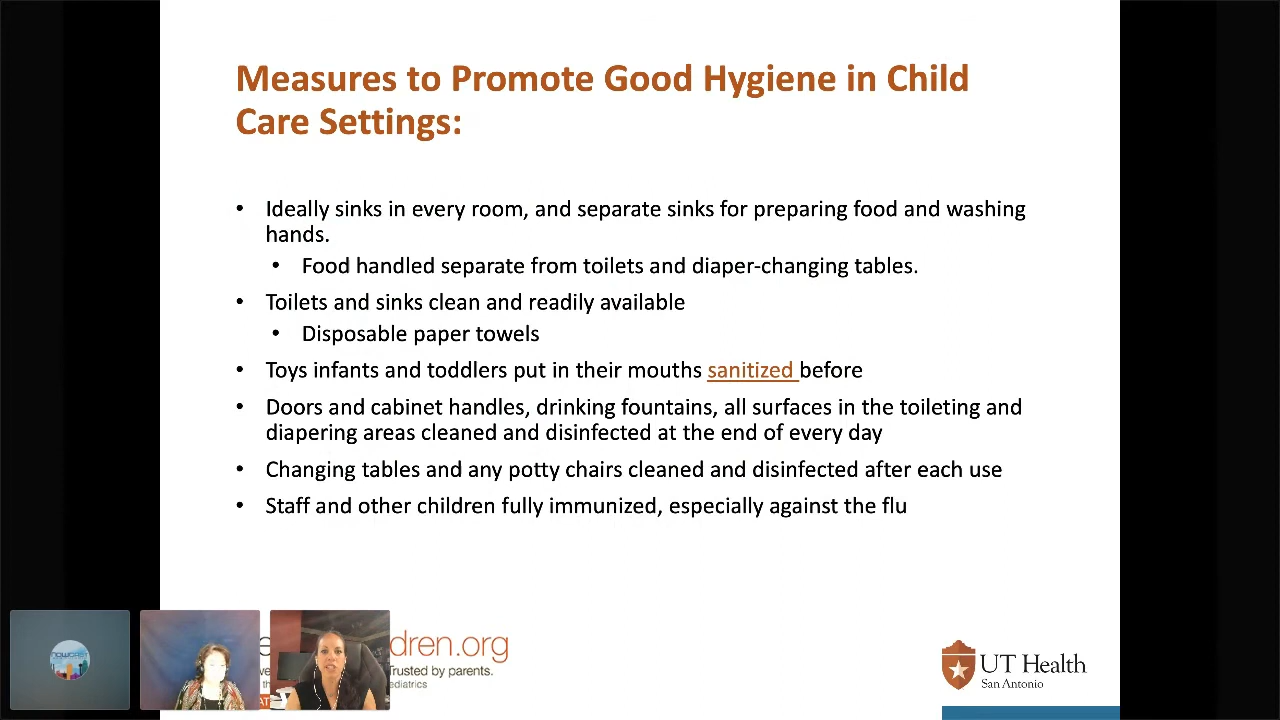 Measures to Promote Good Hygiene in Child
Care Settings:
• Ideally sinks in every room, and separate sinks for preparing food and washing
hands.
• Food handled separate from toilets and diaper-changing tables.
• Toilets and sinks clean and readily available
• Disposable paper towels
• Toys infants and toddlers put in their mouths sanitized before
• Doors and cabinet handles, drinking fountains, all surfaces in the toileting and
diapering areas cleaned and disinfected at the end of every day
• Changing tables and any potty chairs cleaned and disinfected after each use
• Staff and other children fully immunized, especially against the flu
dren.org
Trusted by parents.
NOWCAST
UT Health
San Antonio